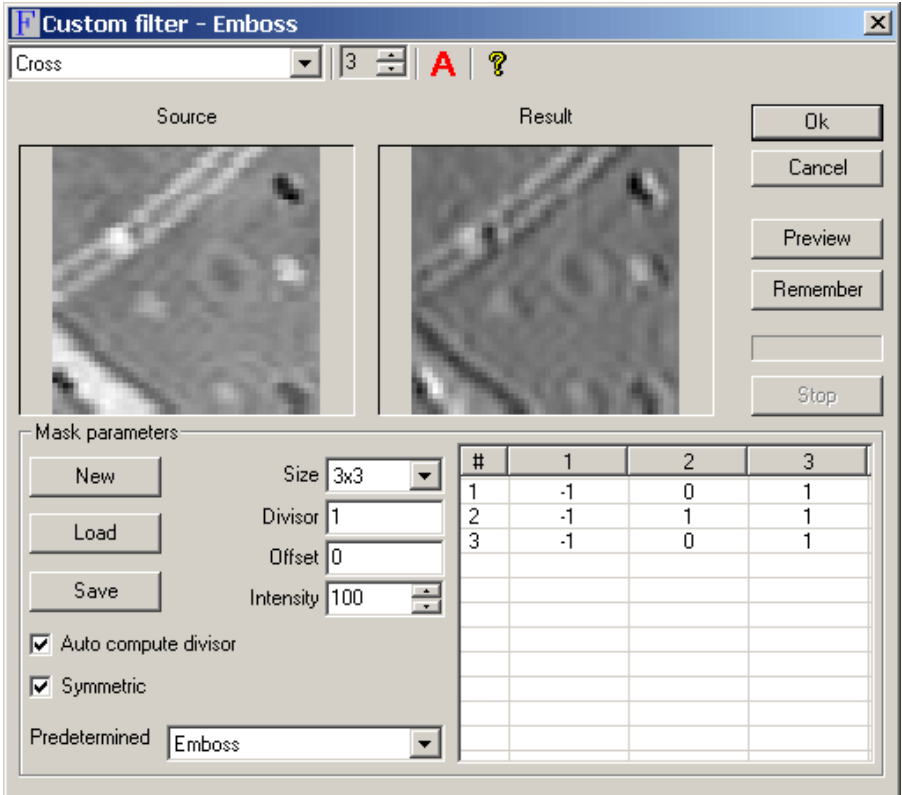 F Custom filter - Emboss
Cross 3 A ?
Source Result
Ok
Cancel
Preview
Remember
Stop
Mask parameters
New
Load
Save
Size 3x3
Divisor 1
Offset 0
Intensity 100
Auto compute divisor
Symmetric
Predetermined Emboss
# 1 2 3
1 -1 0 1
2 -1 1 1
3 -1 0 1